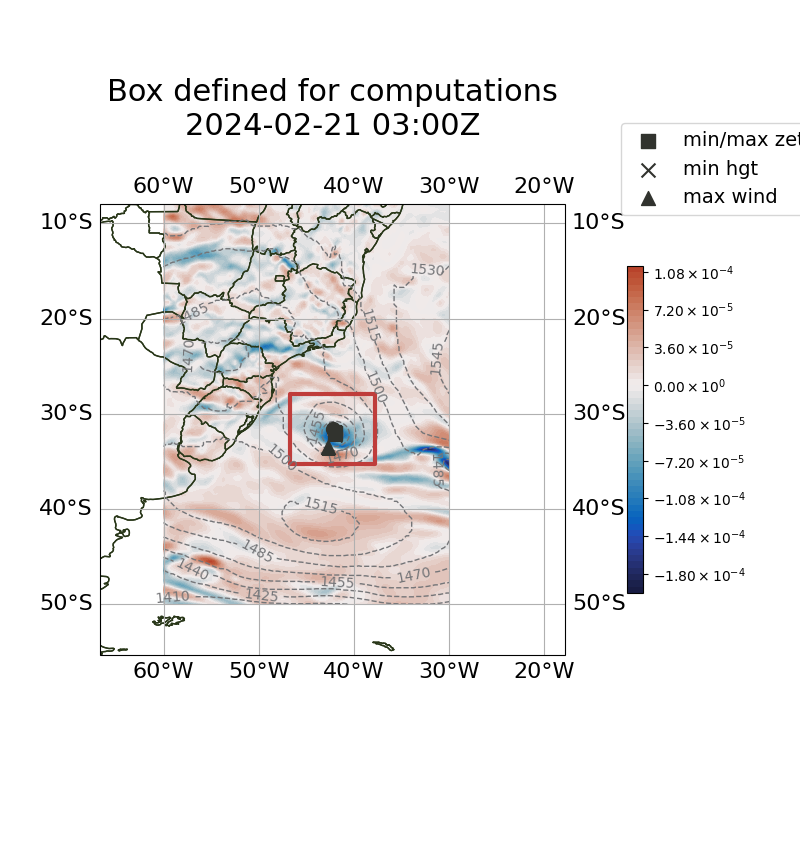 Box defined for computations
2024-02-21 03:00Z
min/max zet
min hgt
max wind
60°W 50°W 40°W 30°W 20°W
10°S 10°S
20°S 20°S
30°S 30°S
40°S 40°S
50°S 50°S
60°W 50°W 40°W 30°W 20°W
1530
1515
1545
1500
1470
1455
1470
1500
1485
1515
1485
1440
1455
1470
1410
1425
1.08 × 10⁻⁴
7.20 × 10⁻⁵
3.60 × 10⁻⁵
0.00 × 10⁰
−3.60 × 10⁻⁵
−7.20 × 10⁻⁵
−1.08 × 10⁻⁴
−1.44 × 10⁻⁴
−1.80 × 10⁻⁴